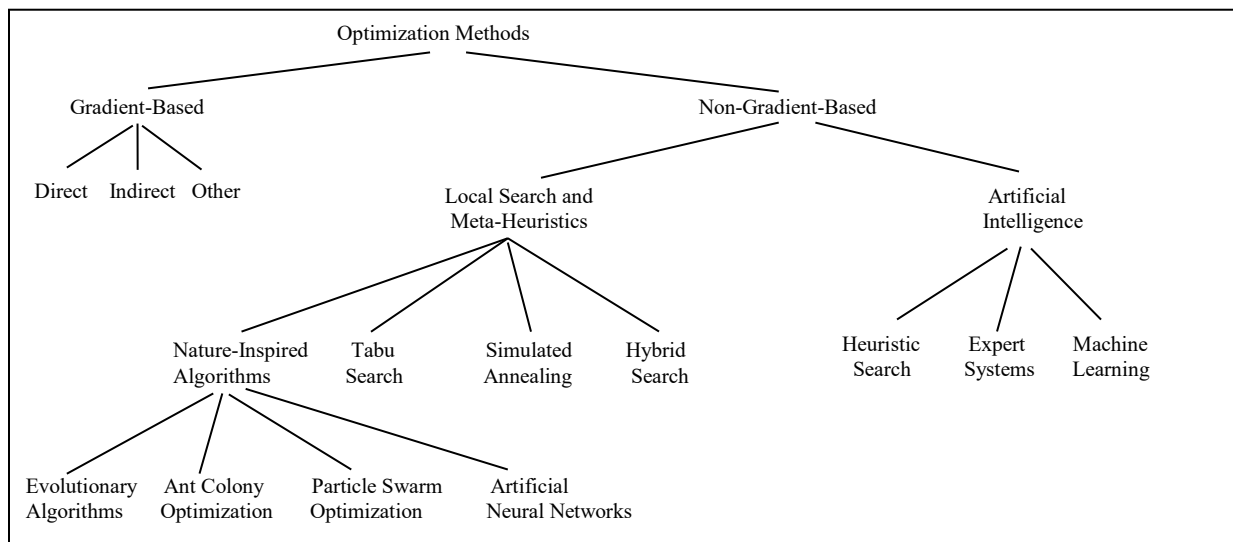 Optimization Methods
Gradient-Based
Non-Gradient-Based
Direct Indirect Other
Local Search and
Meta-Heuristics
Artificial
Intelligence
Nature-Inspired
Algorithms
Tabu
Search
Simulated
Annealing
Hybrid
Search
Heuristic
Search
Expert
Systems
Machine
Learning
Evolutionary
Algorithms
Ant Colony
Optimization
Particle Swarm
Optimization
Artificial
Neural Networks